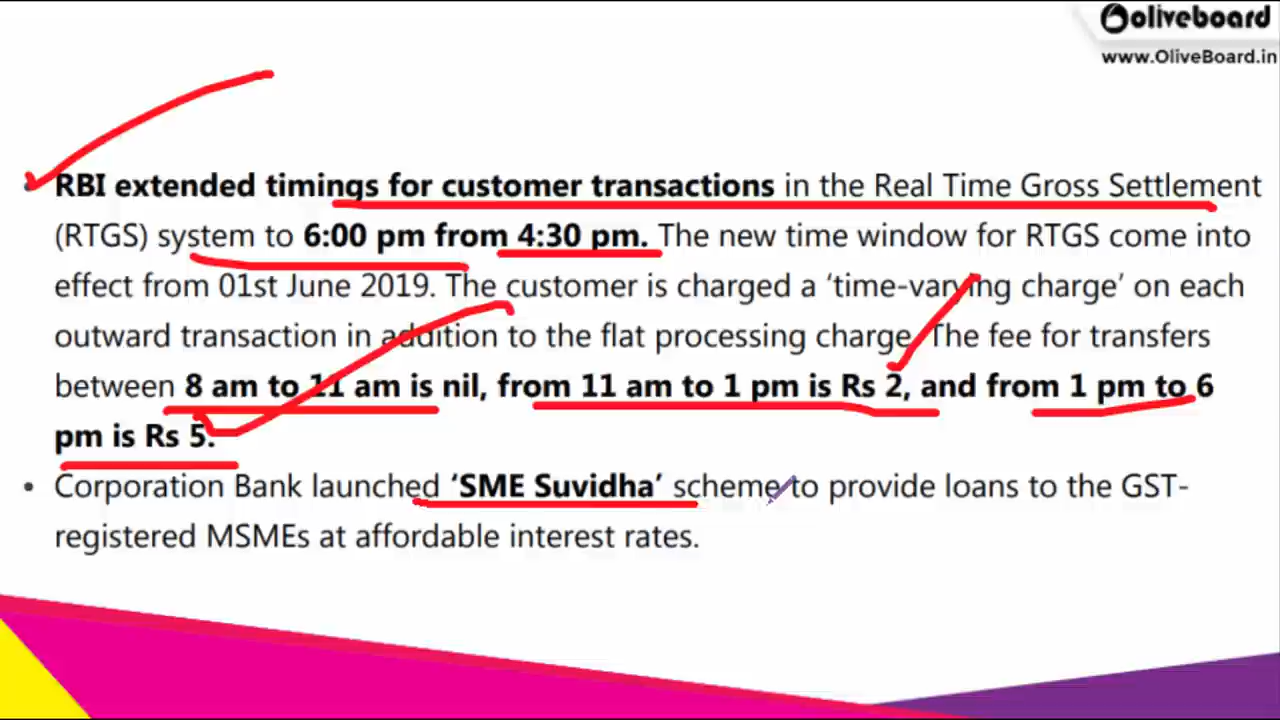 oliveboard
www.OliveBoard.in
• RBI extended timings for customer transactions in the Real Time Gross Settlement
(RTGS) system to 6:00 pm from 4:30 pm. The new time window for RTGS come into
effect from 01st June 2019. The customer is charged a ‘time-varying charge’ on each
outward transaction in addition to the flat processing charge. The fee for transfers
between 8 am to 11 am is nil, from 11 am to 1 pm is Rs 2, and from 1 pm to 6
pm is Rs 5.
• Corporation Bank launched ‘SME Suvidha’ scheme to provide loans to the GST-
registered MSMEs at affordable interest rates.